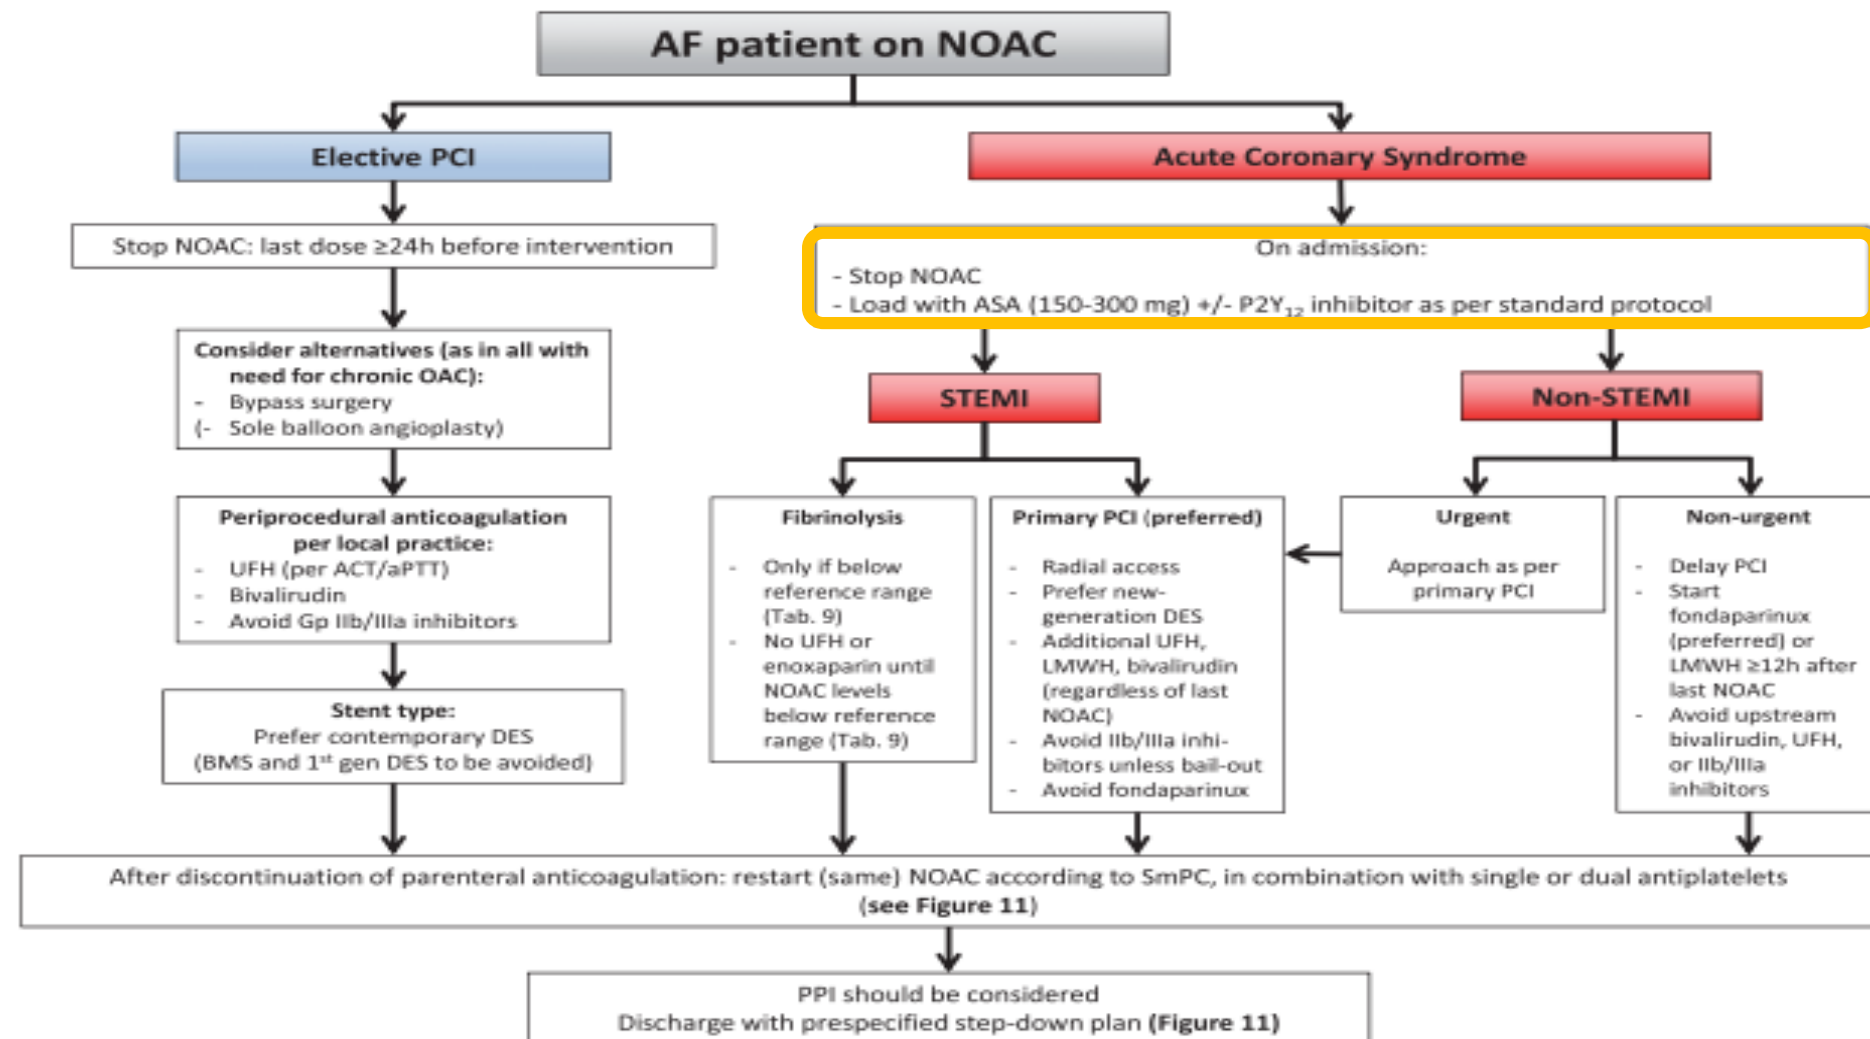 AF patient on NOAC
Elective PCI
Stop NOAC: last dose ≥24h before intervention
Consider alternatives (as in all with
need for chronic OAC):
- Bypass surgery
(- Sole balloon angioplasty)
Periprocedural anticoagulation
per local practice:
- UFH (per ACT/aPTT)
- Bivalirudin
- Avoid Gp IIb/IIIa inhibitors
Stent type:
Prefer contemporary DES
(BMS and 1st gen DES to be avoided)
Acute Coronary Syndrome
On admission:
- Stop NOAC
- Load with ASA (150-300 mg) +/- P2Y12 inhibitor as per standard protocol
STEMI
Fibrinolysis
- Only if below
reference range
(Tab. 9)
- No UFH or
enoxaparin until
NOAC levels
below reference
range (Tab. 9)
Primary PCI (preferred)
- Radial access
- Prefer new-
generation DES
- Additional UFH,
LMWH, bivalirudin
(regardless of last
NOAC)
- Avoid IIb/IIIa inhi-
bitors unless bail-out
- Avoid fondaparinux
Non-STEMI
Urgent
Approach as per
primary PCI
Non-urgent
- Delay PCI
- Start
fondaparinux
(preferred) or
LMWH ≥12h after
last NOAC
- Avoid upstream
bivalirudin, UFH,
or IIb/IIIa
inhibitors
After discontinuation of parenteral anticoagulation: restart (same) NOAC according to SmPC, in combination with single or dual antiplatelets
(see Figure 11)
PPI should be considered
Discharge with prespecified step-down plan (Figure 11)